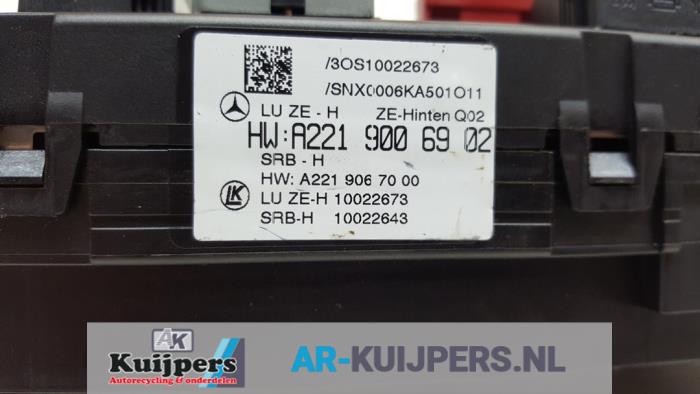 /3OS10022673
/SNX0006KA501O11
LU ZE - H ZE-Hinten Q02
HW:A221 900 69 02
SRB - H
HW: A221 906 70 00
LK
LU ZE-H 10022673
SRB-H 10022643
AK
Kuijpers
Autorecycling & onderdelen
AR-KUIJPERS.NL